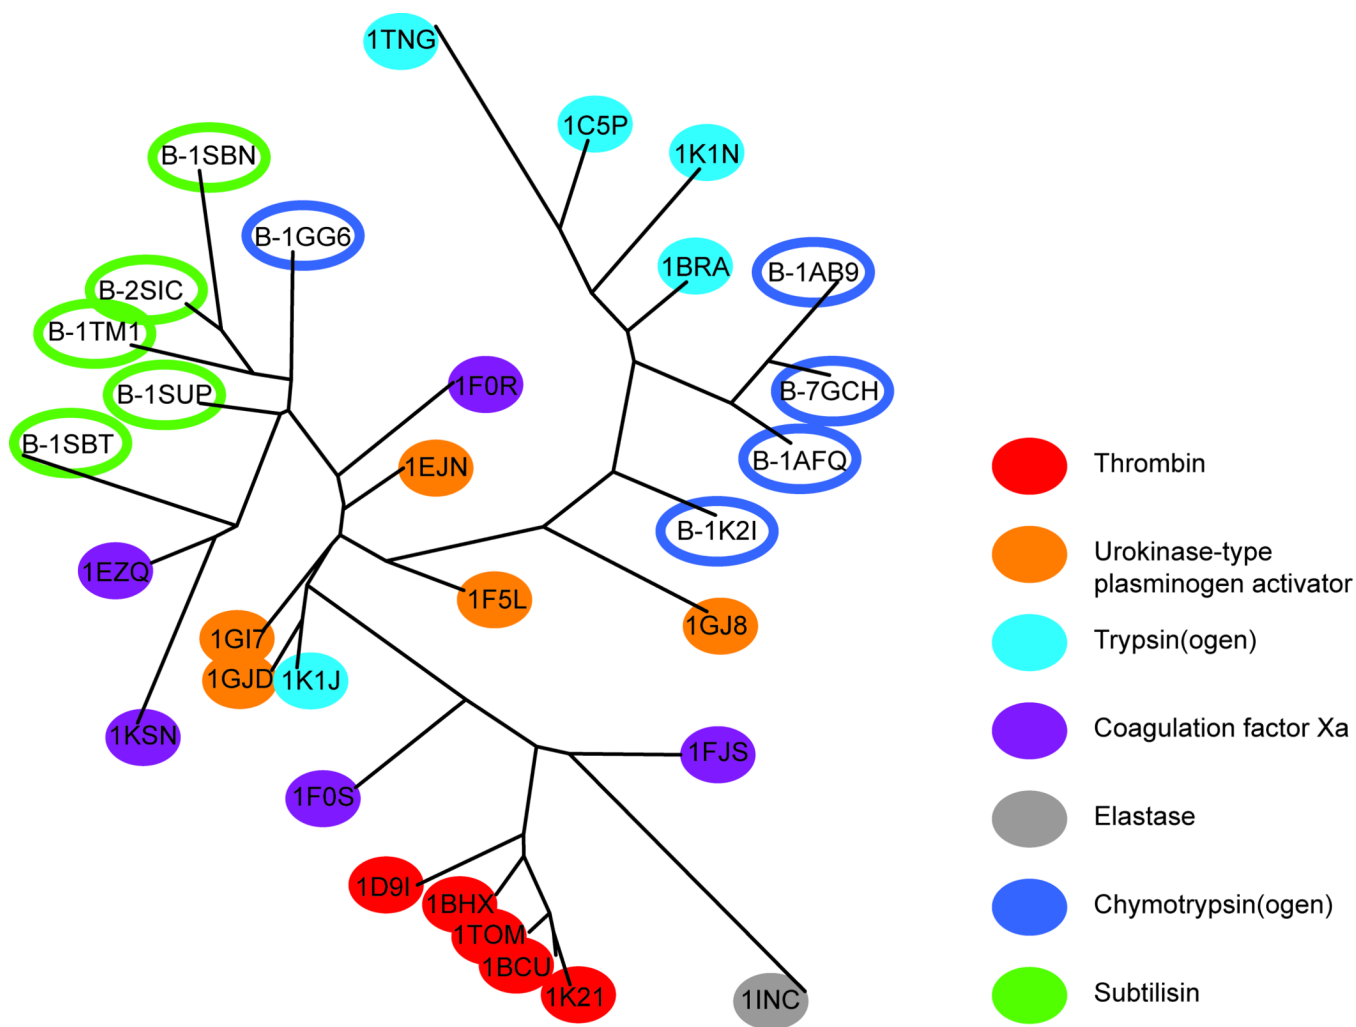 1TNG
1C5P
1K1N
B-1SBN
B-1GG6
1BRA
B-1AB9
B-2SIC
B-1TM1
B-1SUP
1F0R
B-7GCH
B-1SBT
1EJN
B-1AFQ
B-1K2I
1EZQ
1F5L
1GJ8
1GI7
1GJD
1K1J
1KSN
1FJS
1F0S
1D9I
1BHX
1TOM
1BCU
1K21
1INC
Thrombin
Urokinase-type
plasminogen activator
Trypsin(ogen)
Coagulation factor Xa
Elastase
Chymotrypsin(ogen)
Subtilisin